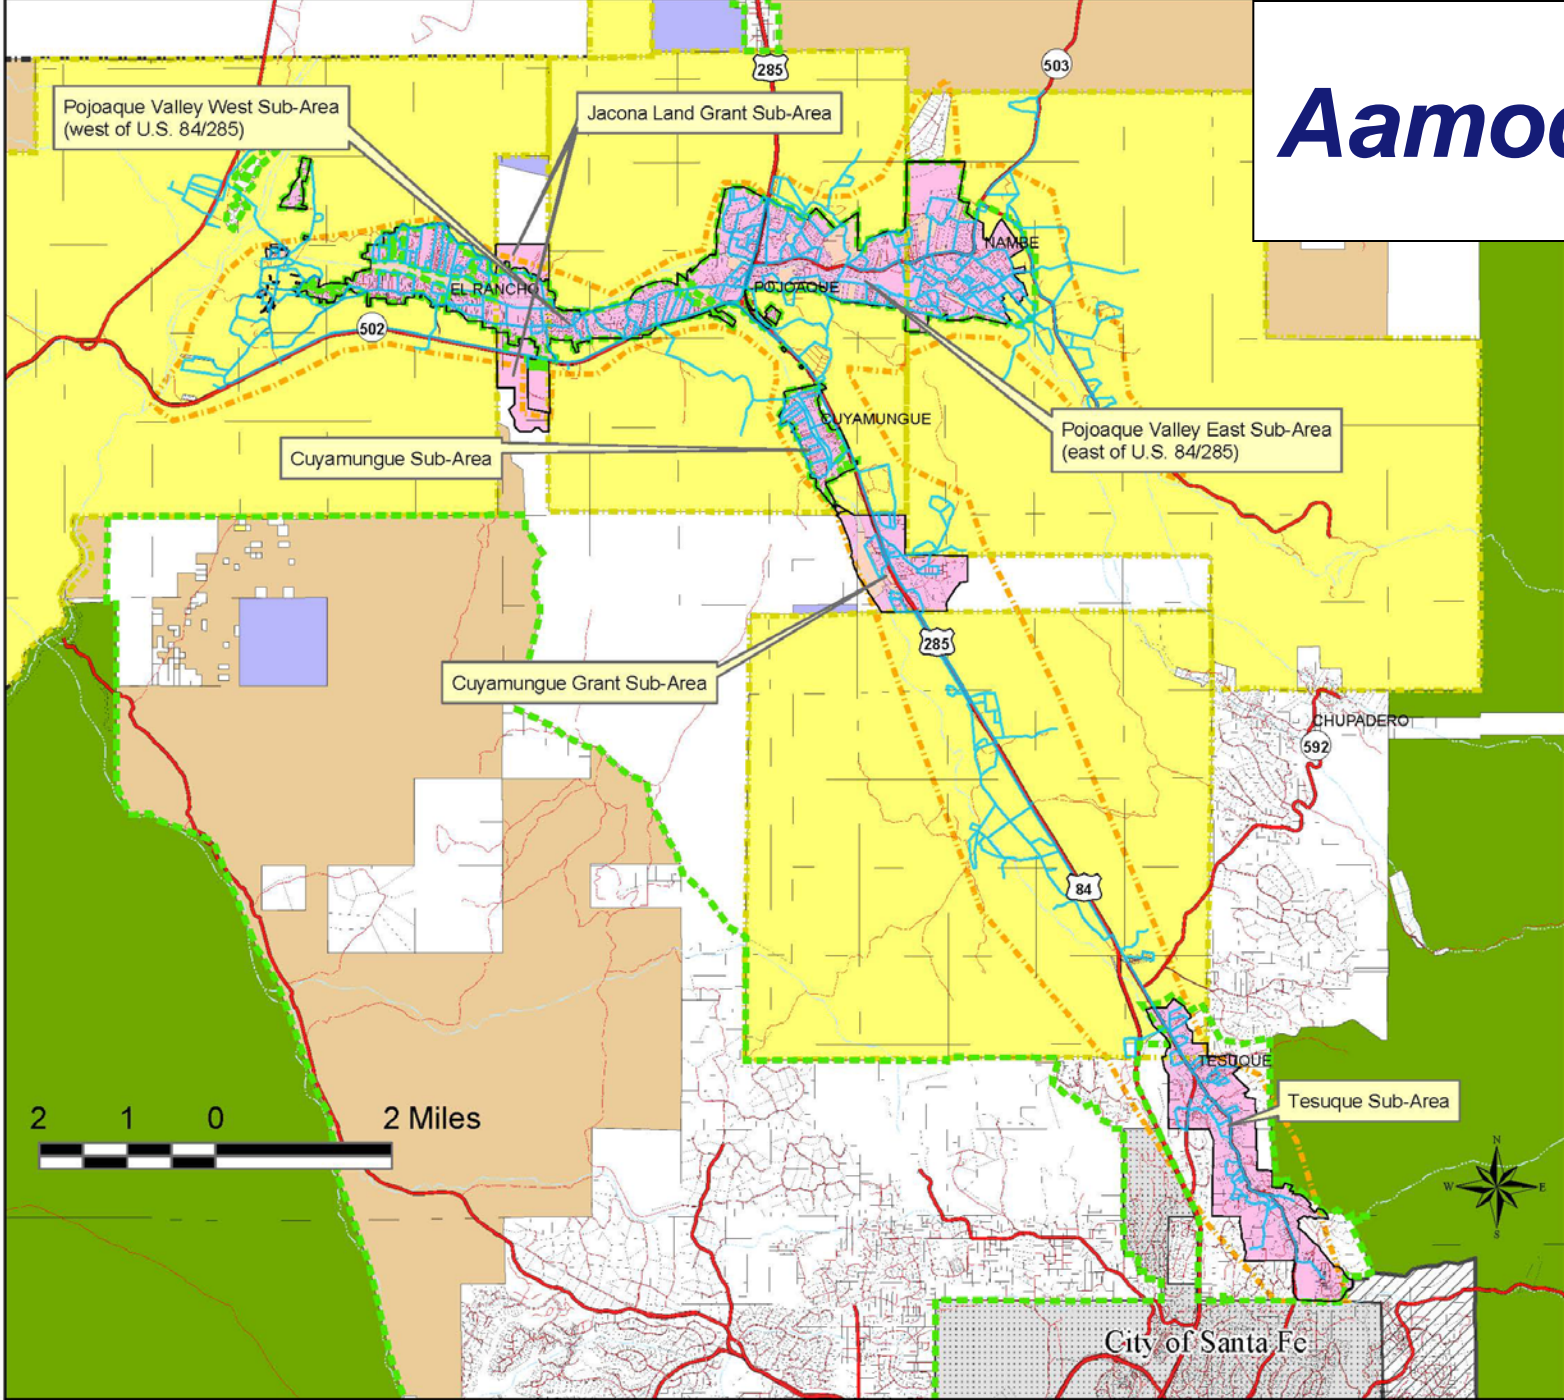 285
503
Pojoaque Valley West Sub-Area
(west of U.S. 84/285)
Jacona Land Grant Sub-Area
Aamod
NAMBE
EL RANCHO
POJOAQUE
502
CUYAMUNGUE
Pojoaque Valley East Sub-Area
(east of U.S. 84/285)
Cuyamungue Sub-Area
285
Cuyamungue Grant Sub-Area
CHUPADERO
592
84
TESUQUE
Tesuque Sub-Area
2 1 0 2 Miles
N
W E
S
City of Santa Fe